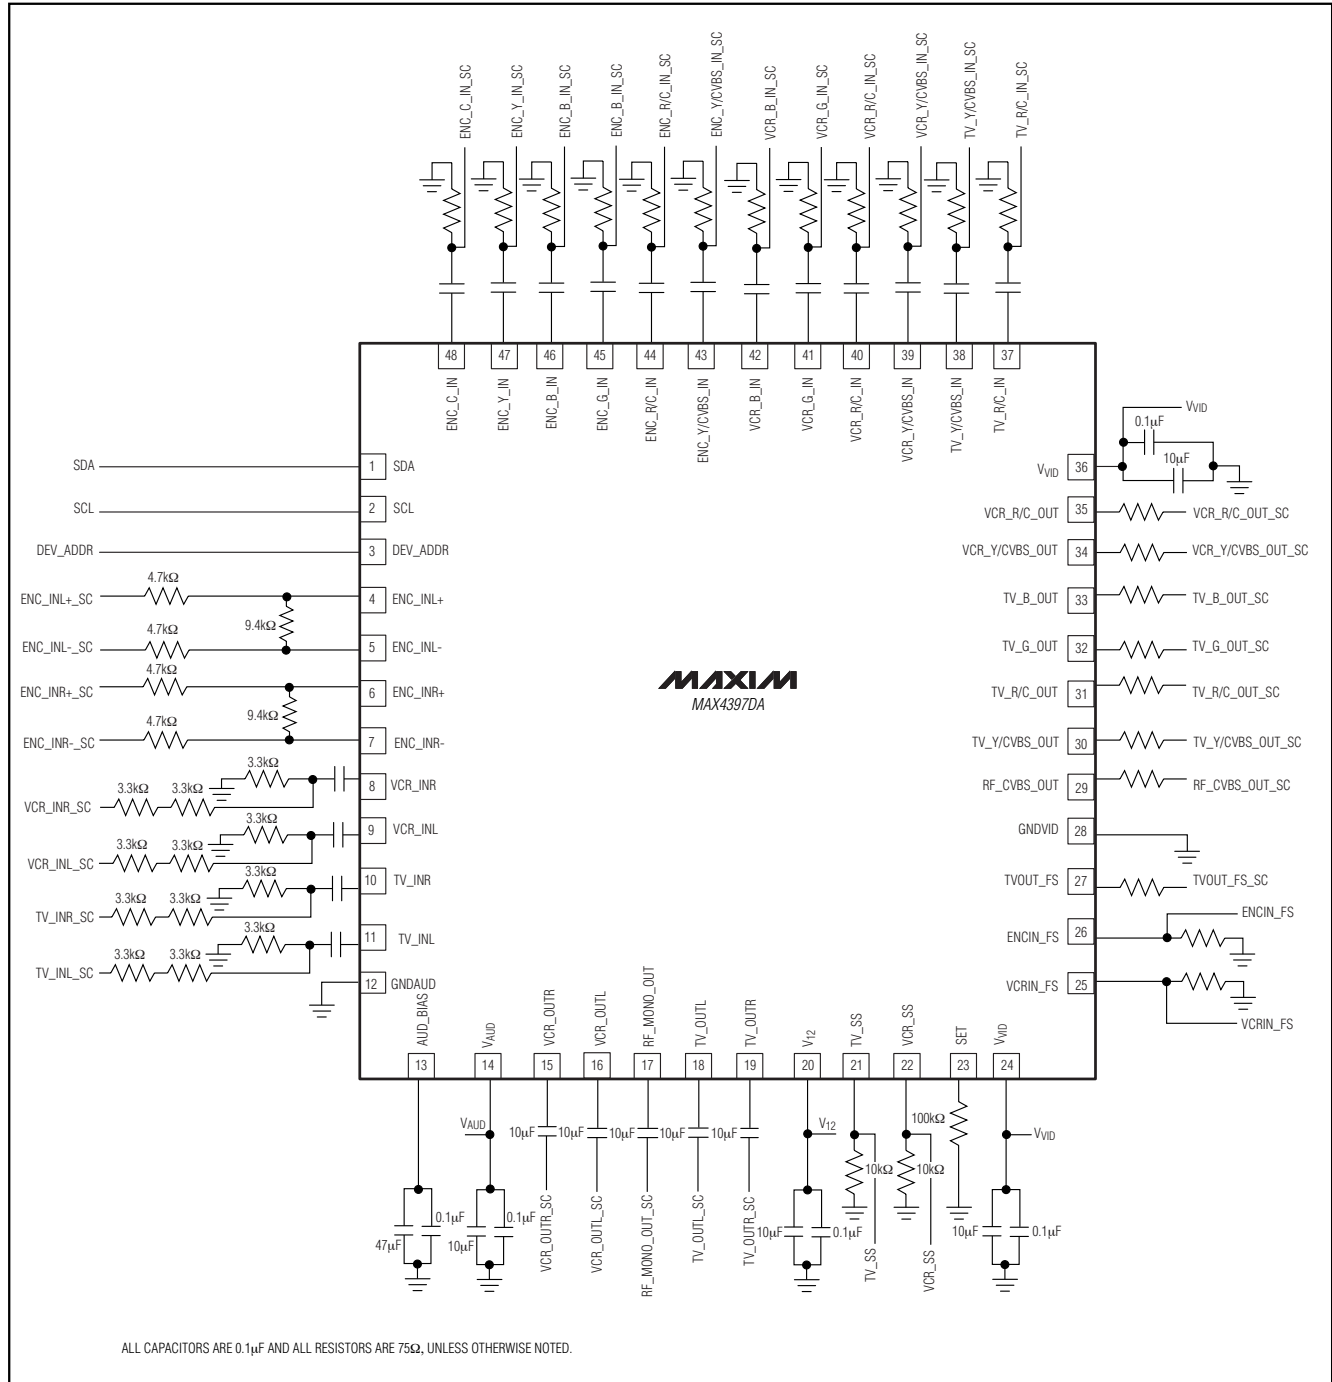 ENC_C_IN_SC
ENC_Y_IN_SC
ENC_B_IN_SC
ENC_B_IN_SC
ENC_R/C_IN_SC
ENC_Y/CVBS_IN_SC
VCR_B_IN_SC
VCR_G_IN_SC
VCR_R/C_IN_SC
VCR_Y/CVBS_IN_SC
TV_Y/CVBS_IN_SC
TV_R/C_IN_SC
48 47 46 45 44 43 42 41 40 39 38 37
ENC_C_IN
ENC_Y_IN
ENC_B_IN
ENC_G_IN
ENC_R/C_IN
ENC_Y/CVBS_IN
VCR_B_IN
VCR_G_IN
VCR_R/C_IN
VCR_Y/CVBS_IN
TV_Y/CVBS_IN
TV_R/C_IN
SDA 1 SDA
SCL 2 SCL
DEV_ADDR 3 DEV_ADDR
4.7kΩ
ENC_INL+_SC 4 ENC_INL+
9.4kΩ
4.7kΩ
ENC_INL-_SC 5 ENC_INL-
4.7kΩ
ENC_INR+_SC 6 ENC_INR+
9.4kΩ
4.7kΩ
ENC_INR-_SC 7 ENC_INR-
3.3kΩ
8 VCR_INR
3.3kΩ 3.3kΩ
VCR_INR_SC
3.3kΩ
9 VCR_INL
3.3kΩ 3.3kΩ
VCR_INL_SC
3.3kΩ
10 TV_INR
3.3kΩ 3.3kΩ
TV_INR_SC
3.3kΩ
11 TV_INL
3.3kΩ 3.3kΩ
TV_INL_SC
12 GNDAUD
MAXIM
MAX4397DA
VVID
0.1µF
10µF
VVID 36
VCR_R/C_OUT 35 VCR_R/C_OUT_SC
VCR_Y/CVBS_OUT 34 VCR_Y/CVBS_OUT_SC
TV_B_OUT 33 TV_B_OUT_SC
TV_G_OUT 32 TV_G_OUT_SC
TV_R/C_OUT 31 TV_R/C_OUT_SC
TV_Y/CVBS_OUT 30 TV_Y/CVBS_OUT_SC
RF_CVBS_OUT 29 RF_CVBS_OUT_SC
GNDVID 28
TVOUT_FS 27 TVOUT_FS_SC
ENCIN_FS
ENCIN_FS 26
VCRIN_FS 25
VCRIN_FS
AUD_BIAS
VAUD
VCR_OUTR
VCR_OUTL
RF_MONO_OUT
TV_OUTL
TV_OUTR
V12
TV_SS
VCR_SS
SET
VVID
13 14 15 16 17 18 19 20 21 22 23 24
VAUD
10µF 10µF 10µF 10µF 10µF
V12
100kΩ
VVID
10kΩ 10kΩ
47µF 0.1µF
10µF 0.1µF
VCR_OUTR_SC
VCR_OUTL_SC
RF_MONO_OUT_SC
TV_OUTL_SC
TV_OUTR_SC
10µF 0.1µF
TV_SS
VCR_SS
10µF 0.1µF
ALL CAPACITORS ARE 0.1µF AND ALL RESISTORS ARE 75Ω, UNLESS OTHERWISE NOTED.